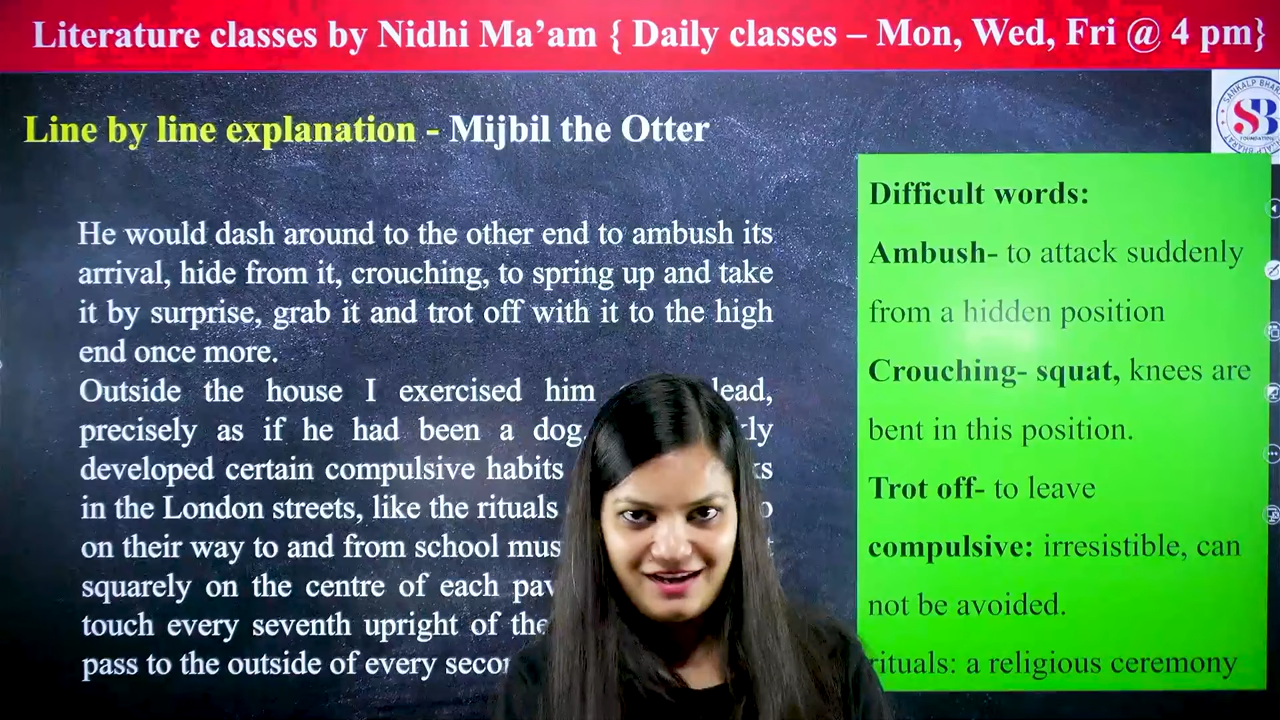 Literature classes by Nidhi Ma’am { Daily classes – Mon, Wed, Fri @ 4 pm}
Line by line explanation - Mijbil the Otter
SB
FOUNDATION
He would dash around to the other end to ambush its
arrival, hide from it, crouching, to spring up and take
it by surprise, grab it and trot off with it to the high
end once more.
Outside the house I exercised him lead,
precisely as if he had been a dog.
developed certain compulsive habits
in the London streets, like the rituals
on their way to and from school
squarely on the centre of each
touch every seventh upright of
pass to the outside of every
Difficult words:
Ambush- to attack suddenly
from a hidden position
Crouching- squat, knees are
bent in this position.
Trot off- to leave
compulsive: irresistible, can
not be avoided.
rituals: a religious ceremony